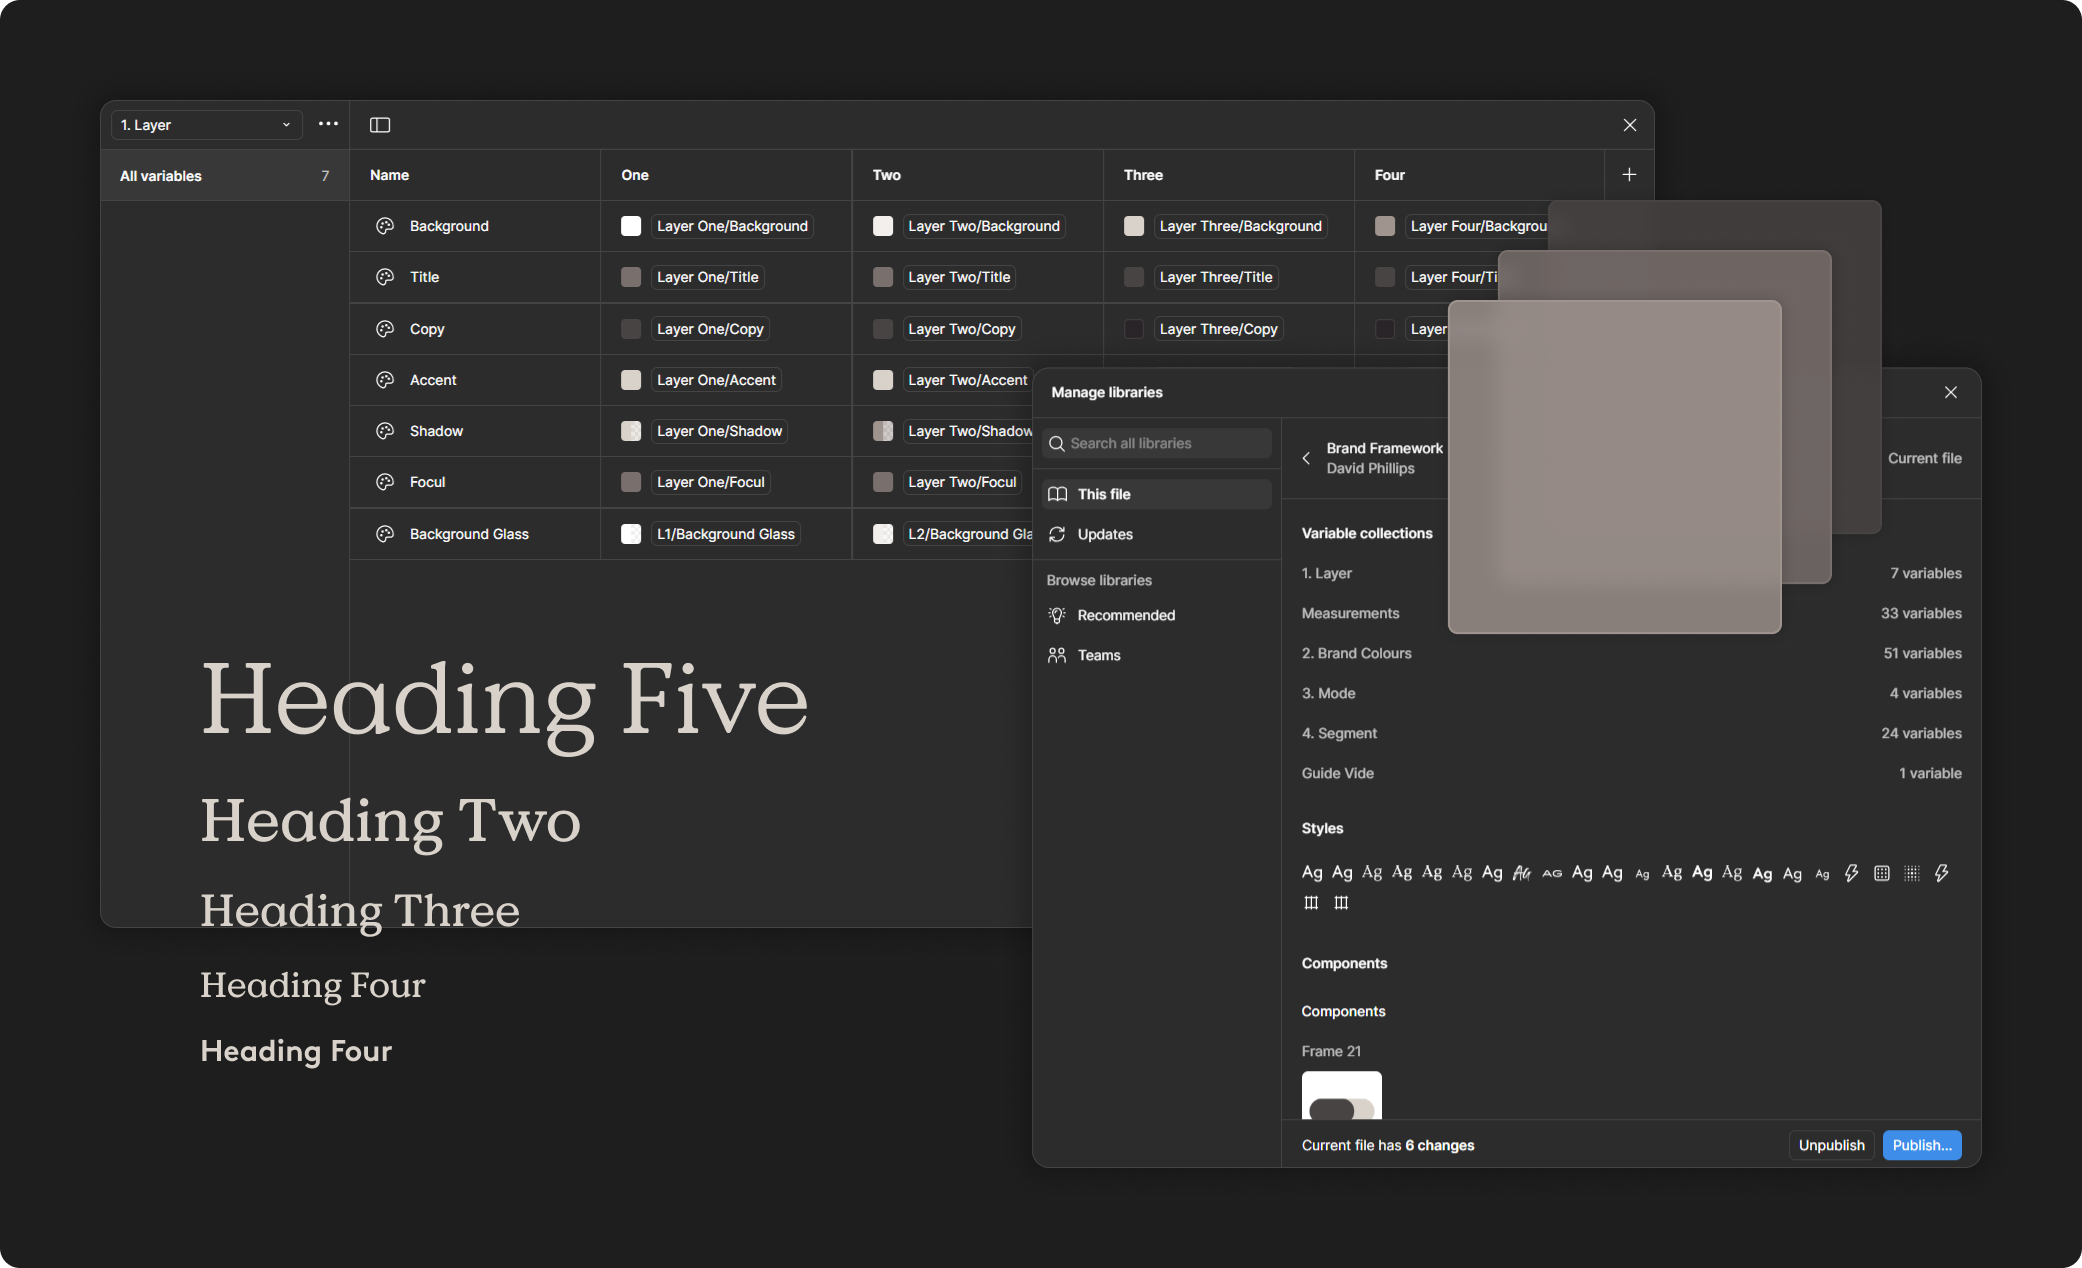 1. Layer
All variables 7
Name One Two Three Four
Background Layer One/Background Layer Two/Background Layer Three/Background Layer Four/Backgrou
Title Layer One/Title Layer Two/Title Layer Three/Title Layer Four/Ti
Copy Layer One/Copy Layer Two/Copy Layer Three/Copy Layer
Accent Layer One/Accent Layer Two/Accent
Shadow Layer One/Shadow Layer Two/Shadow
Focul Layer One/Focul Layer Two/Focul
Background Glass L1/Background Glass L2/Background Gla
Heading Five
Heading Two
Heading Three
Heading Four
Heading Four
Manage libraries
Search all libraries
This file
Updates
Browse libraries
Recommended
Teams
Brand Framework
David Phillips
Current file
Variable collections
1. Layer 7 variables
Measurements 33 variables
2. Brand Colours 51 variables
3. Mode 4 variables
4. Segment 24 variables
Guide Vide 1 variable
Styles
Ag Ag Ag Ag Ag Ag Ag Ag AG Ag Ag Ag Ag Ag Ag Ag Ag Ag
Components
Components
Frame 21
Current file has 6 changes Unpublish Publish...